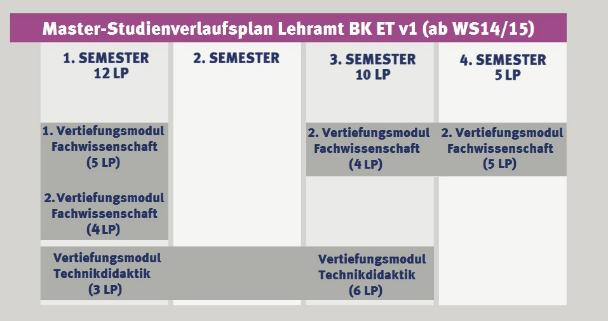 Master-Studienverlaufsplan Lehramt BK ET v1 (ab WS14/15)
1. SEMESTER
12 LP
2. SEMESTER
3. SEMESTER
10 LP
4. SEMESTER
5 LP
1. Vertiefungsmodul
Fachwissenschaft
(5 LP)
2. Vertiefungsmodul
Fachwissenschaft
(4 LP)
2. Vertiefungsmodul
Fachwissenschaft
(5 LP)
2. Vertiefungsmodul
Fachwissenschaft
(4 LP)
Vertiefungsmodul
Technikdidaktik
(3 LP)
Vertiefungsmodul
Technikdidaktik
(6 LP)